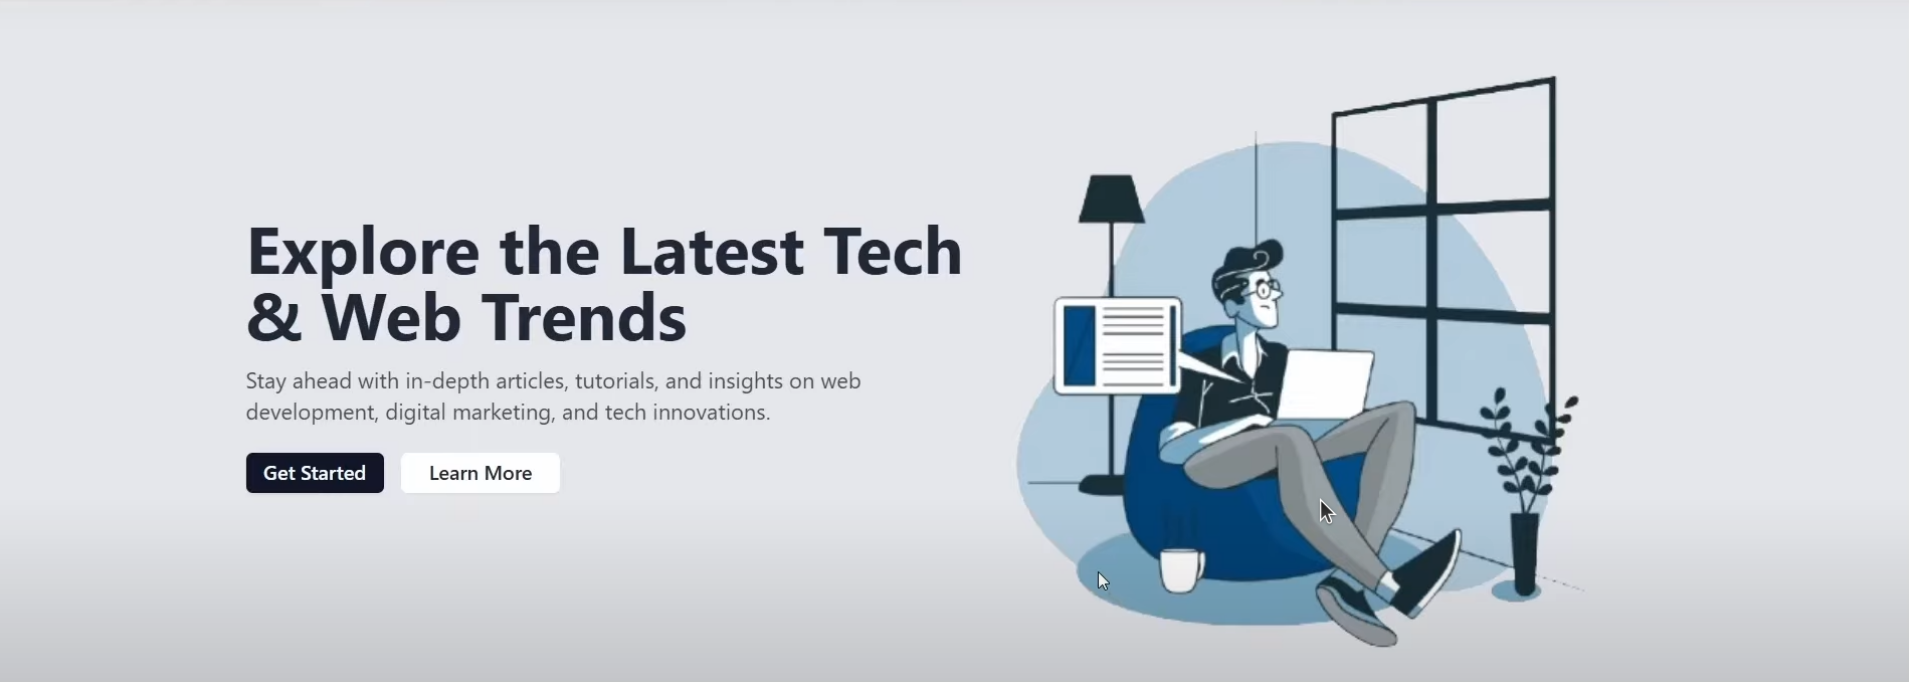 Explore the Latest Tech
& Web Trends
Stay ahead with in-depth articles, tutorials, and insights on web
development, digital marketing, and tech innovations.
Get Started
Learn More